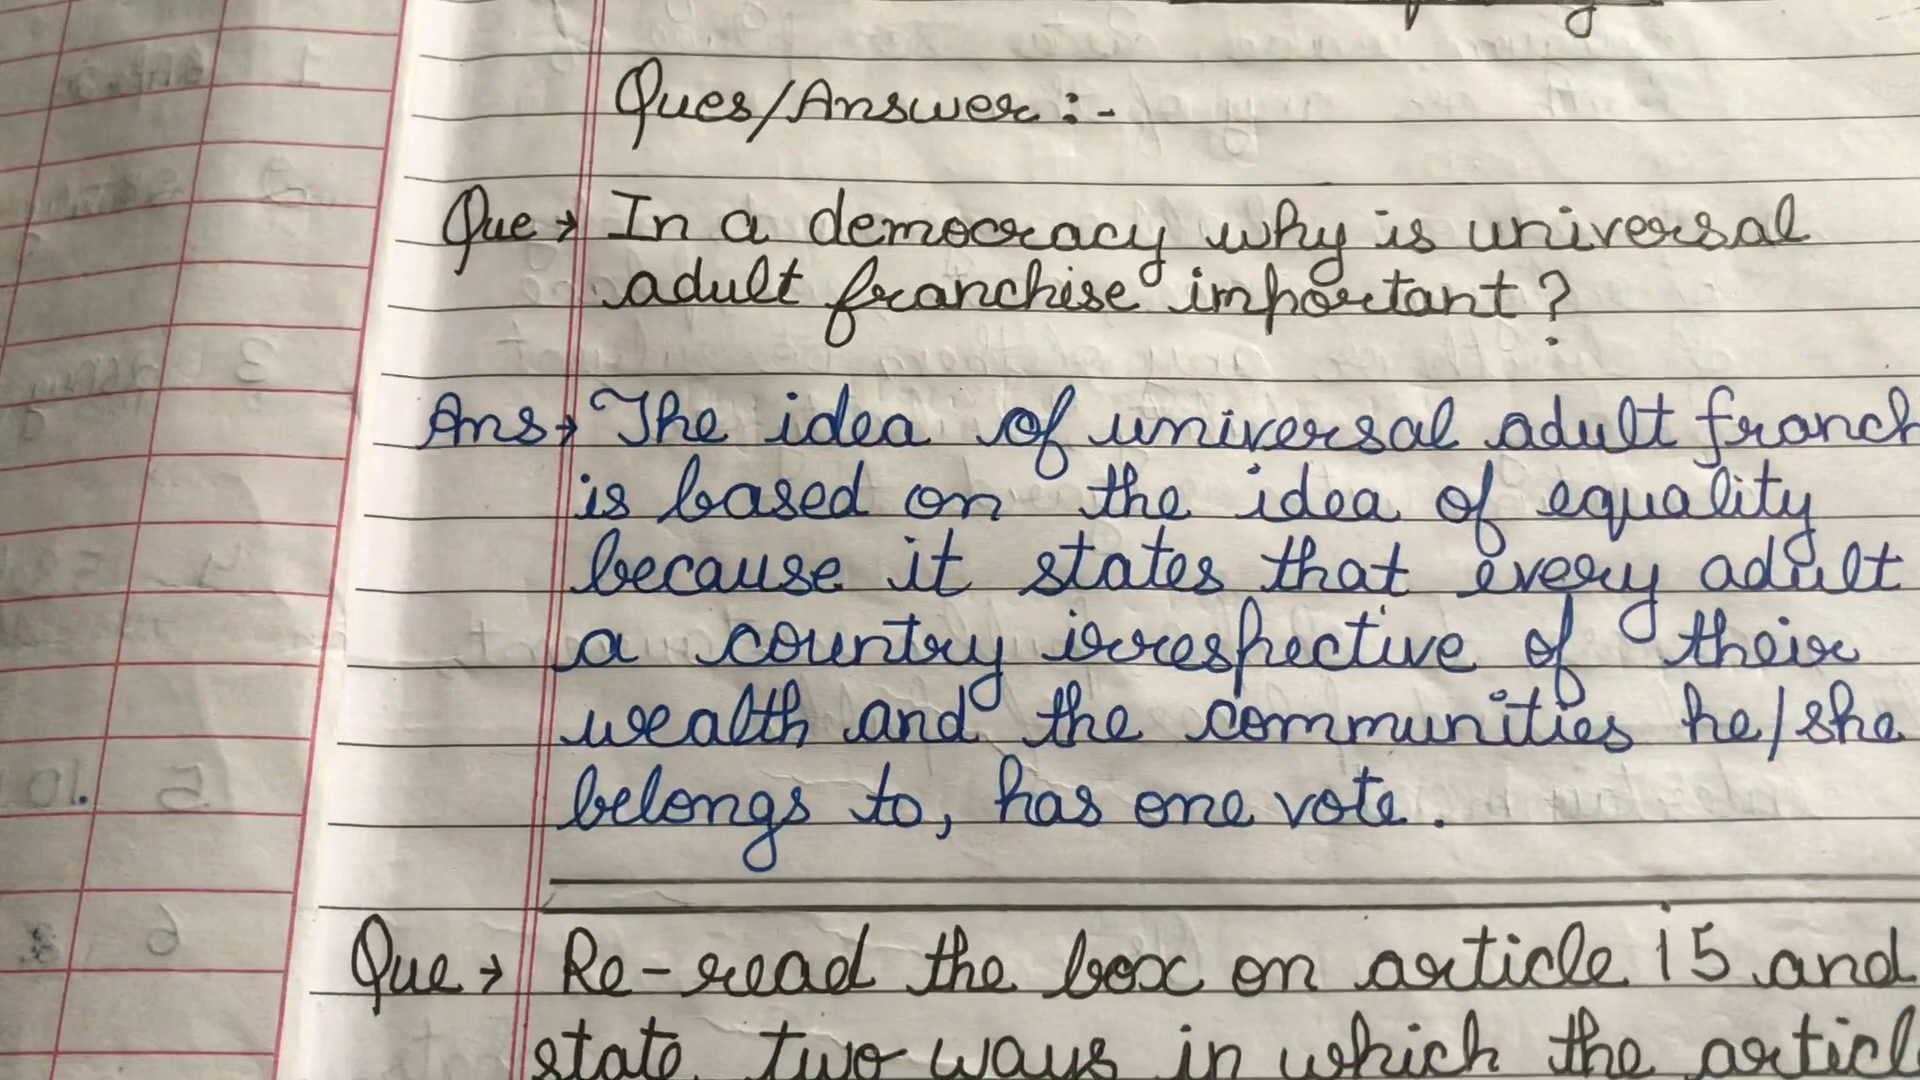 Ques/Answer :-
Que → In a democracy why is universal
adult franchise important?
Ans → The idea of universal adult franch
is based on the idea of equality
because it states that every adult
a country irrespective of their
wealth and the communities he/she
belongs to, has one vote.
Que → Re-read the box on article 15 and
state two ways in which the articl